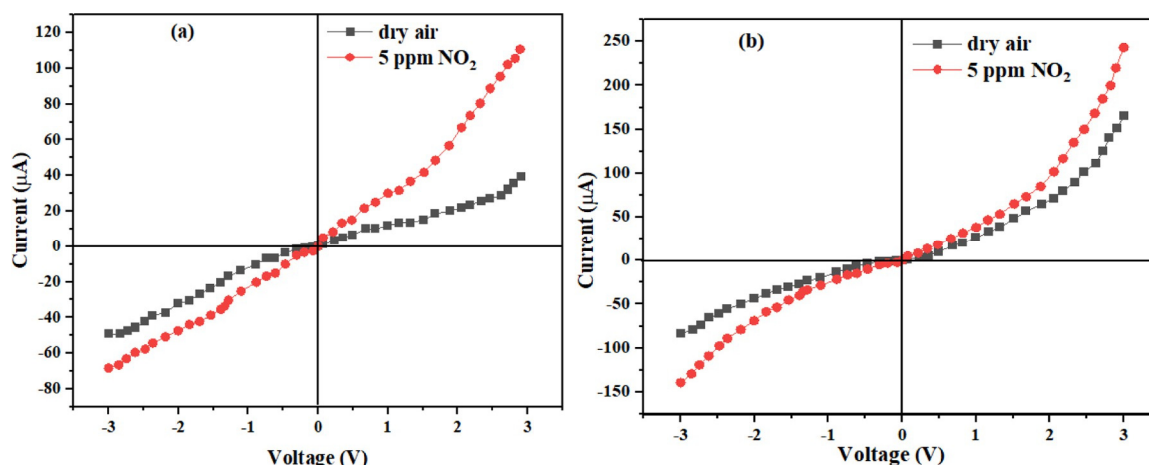 (a)
dry air
5 ppm NO₂
120
100
80
60
40
20
0
-20
-40
-60
-80
Current (μA)
-3 -2 -1 0 1 2 3
Voltage (V)
(b)
dry air
5 ppm NO₂
250
200
150
100
50
0
-50
-100
-150
Current (μA)
-3 -2 -1 0 1 2 3
Voltage (V)